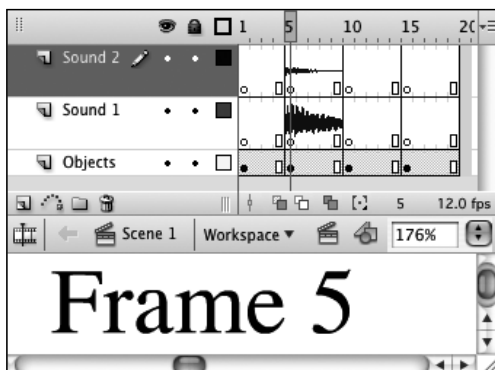 1 5 10 15 20
Sound 2
Sound 1
Objects
5 12.0 fps
Scene 1 Workspace 176%
Frame 5